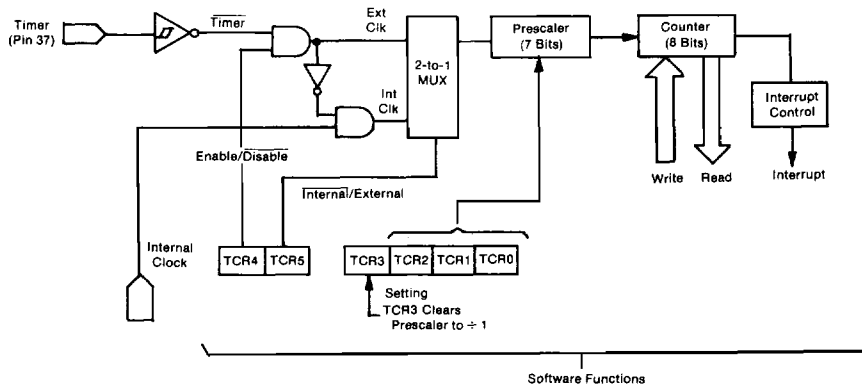 Timer
(Pin 37)
Timer
Ext
Clk
2-to-1
MUX
Int
Clk
Prescaler
(7 Bits)
Counter
(8 Bits)
Interrupt
Control
Enable/Disable
Internal/External
Write
Read
Interrupt
Internal
Clock
TCR4
TCR5
TCR3
TCR2
TCR1
TCR0
Setting
TCR3 Clears
Prescaler to ÷ 1
Software Functions